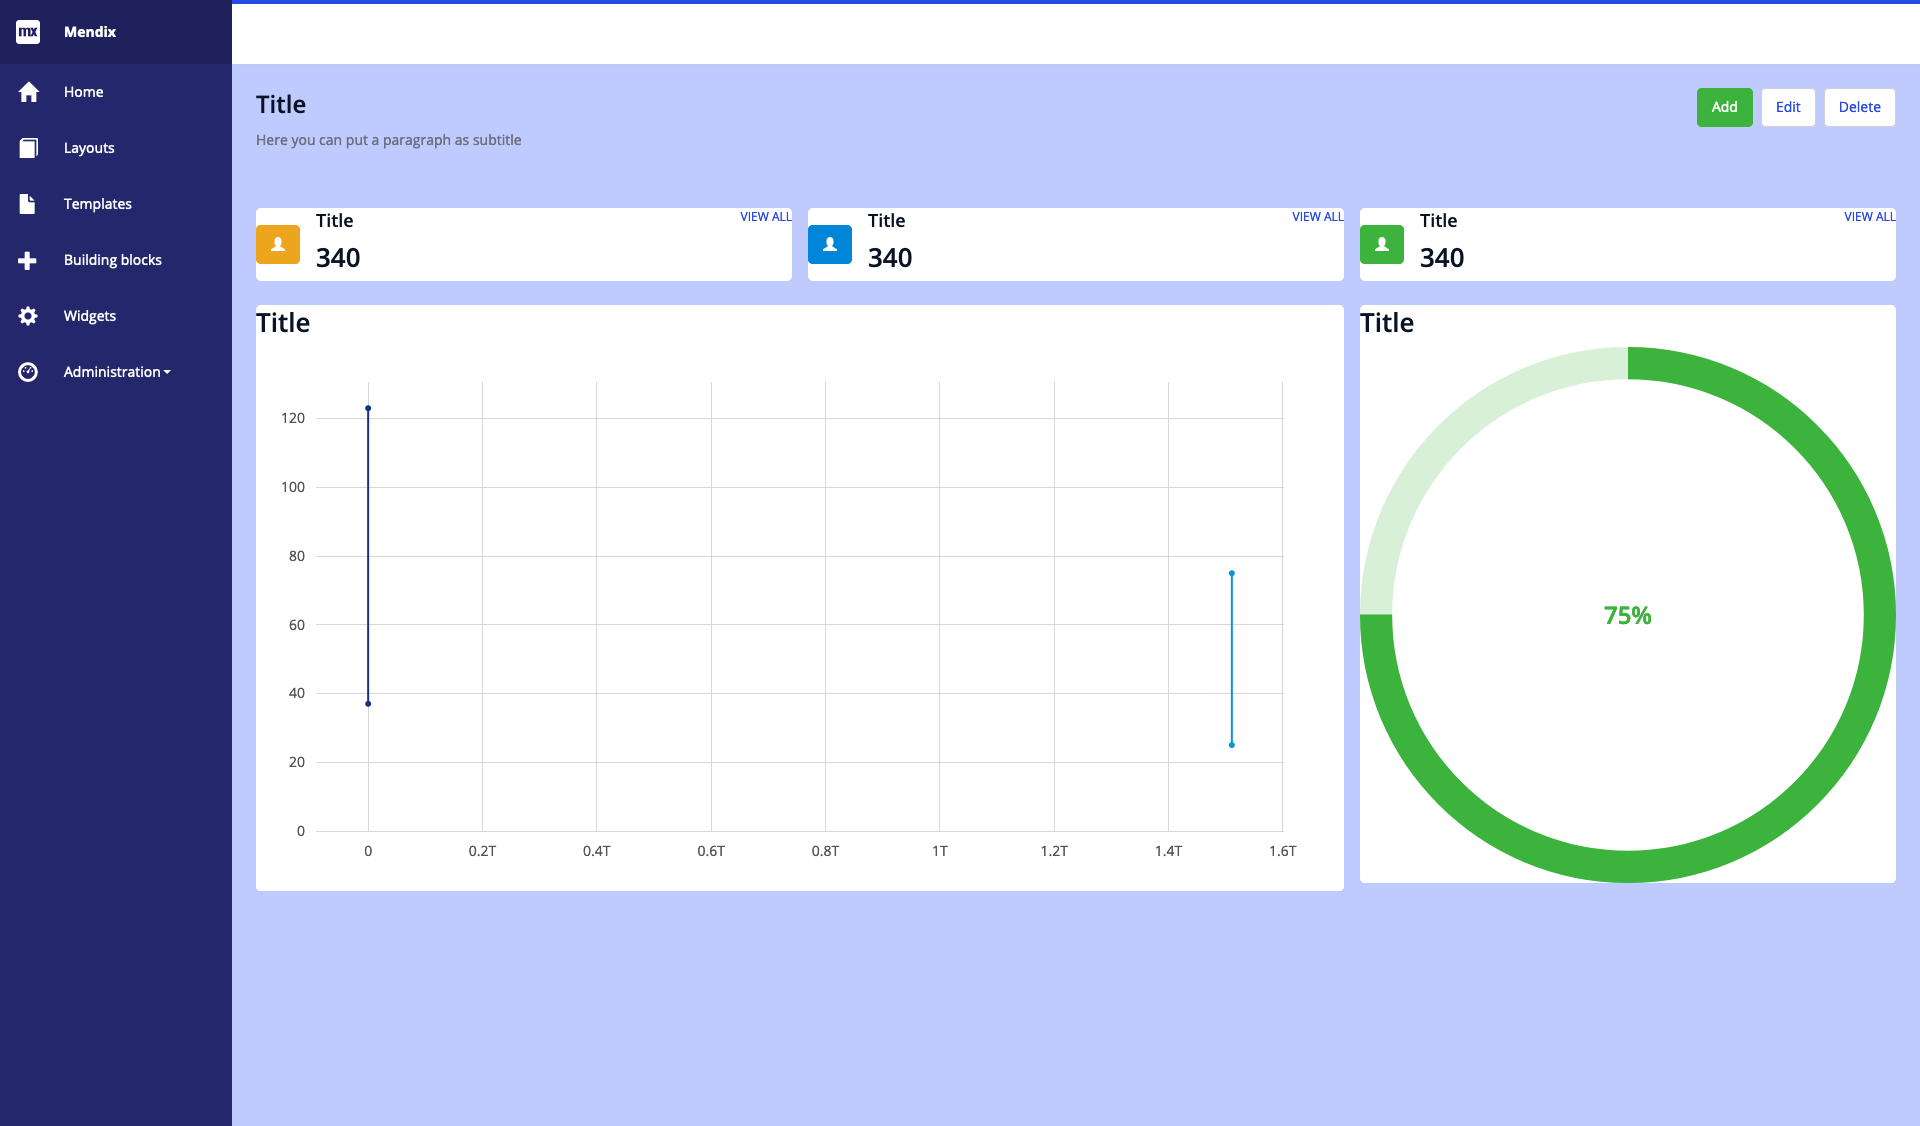 mx Mendix
Home
Layouts
Templates
Building blocks
Widgets
Administration
Title
Here you can put a paragraph as subtitle
Add Edit Delete
Title VIEW ALL
340
Title VIEW ALL
340
Title VIEW ALL
340
Title
120
100
80
60
40
20
0
0 0.2T 0.4T 0.6T 0.8T 1T 1.2T 1.4T 1.6T
Title
75%